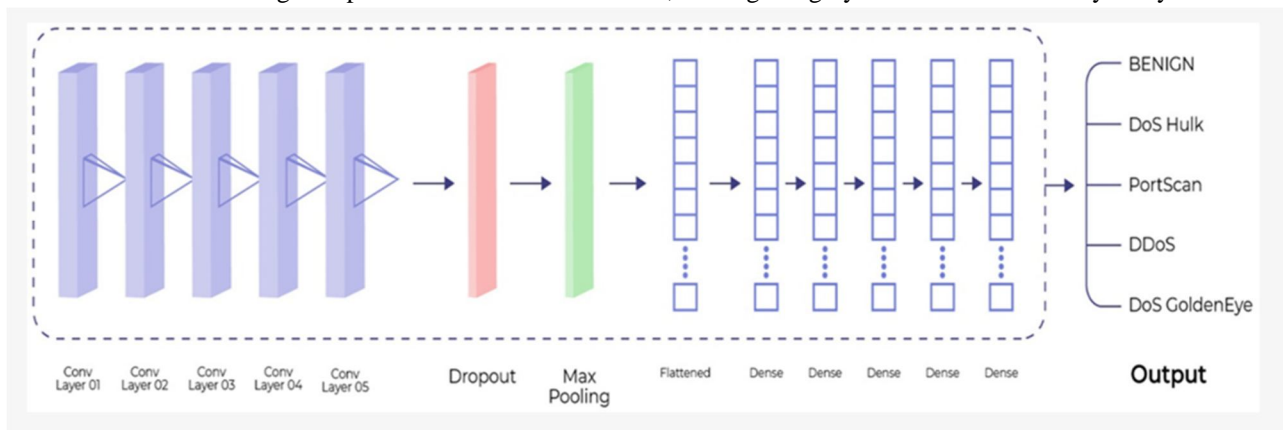 BENIGN
DoS Hulk
PortScan
DDoS
DoS GoldenEye
Conv
Layer 01
Conv
Layer 02
Conv
Layer 03
Conv
Layer 04
Conv
Layer 05
Dropout
Max
Pooling
Flattened
Dense
Dense
Dense
Dense
Dense
Output